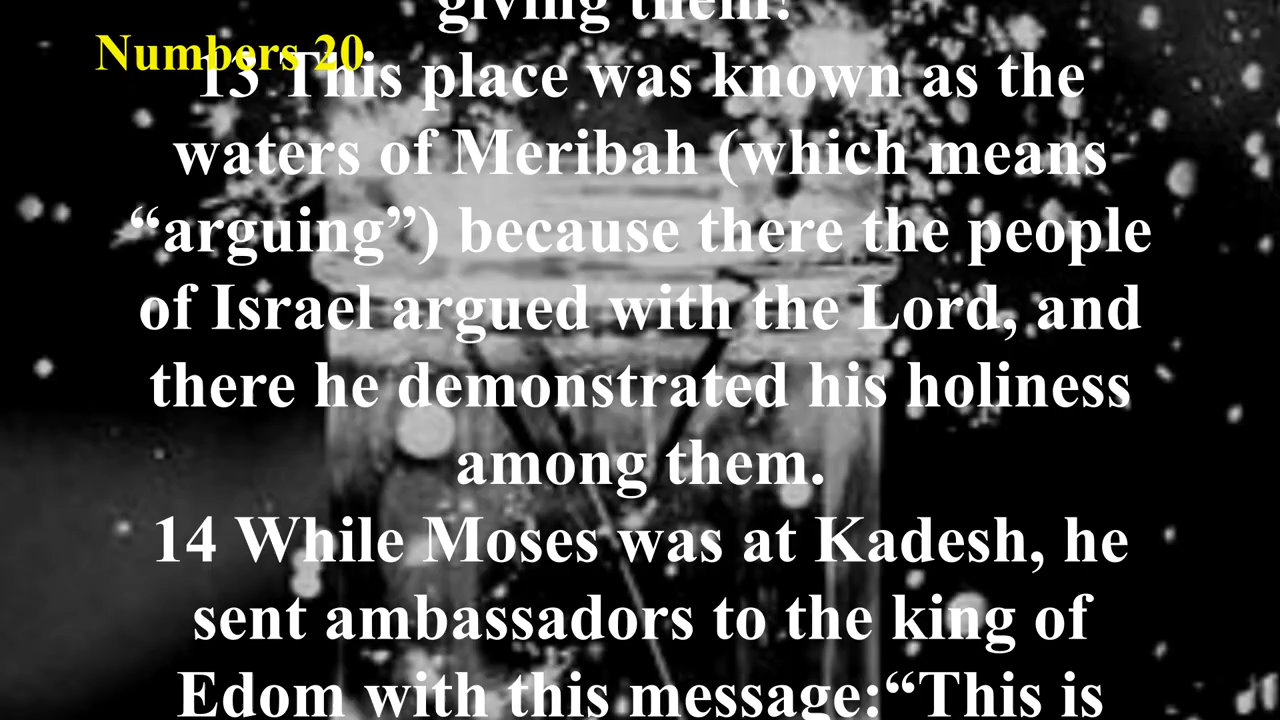 giving them!
Numbers 20
13 This place was known as the
waters of Meribah (which means
“arguing”) because there the people
of Israel argued with the Lord, and
there he demonstrated his holiness
among them.
14 While Moses was at Kadesh, he
sent ambassadors to the king of
Edom with this message:“This is